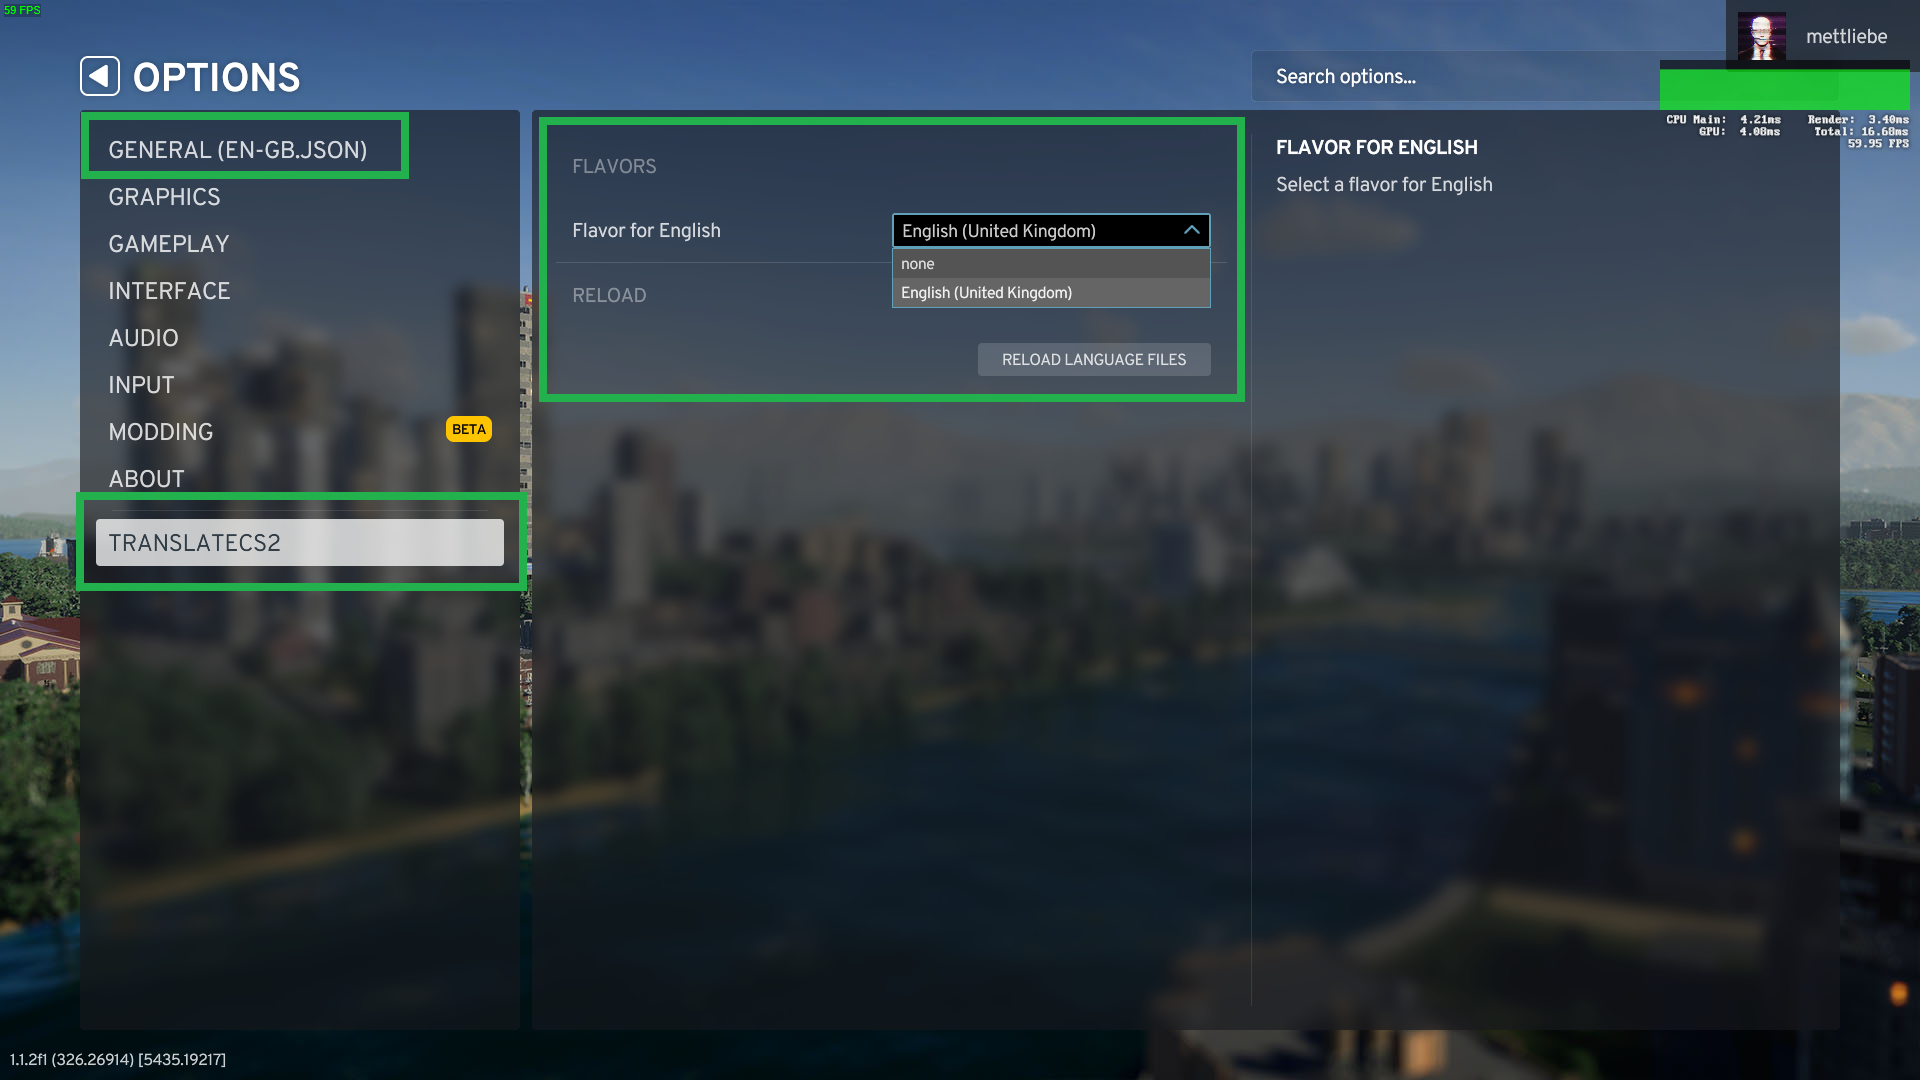 59 FPS
mettliebe
OPTIONS
Search options...
CPU Main: 4.21ms Render: 3.40ms
GPU: 4.08ms Total: 16.68ms
59.95 FPS
GENERAL (EN-GB.JSON)
GRAPHICS
GAMEPLAY
INTERFACE
AUDIO
INPUT
MODDING BETA
ABOUT
TRANSLATECS2
FLAVORS
Flavor for English English (United Kingdom)
none
English (United Kingdom)
RELOAD
RELOAD LANGUAGE FILES
FLAVOR FOR ENGLISH
Select a flavor for English
1.1.2f1 (326.26914) [5435.19217]